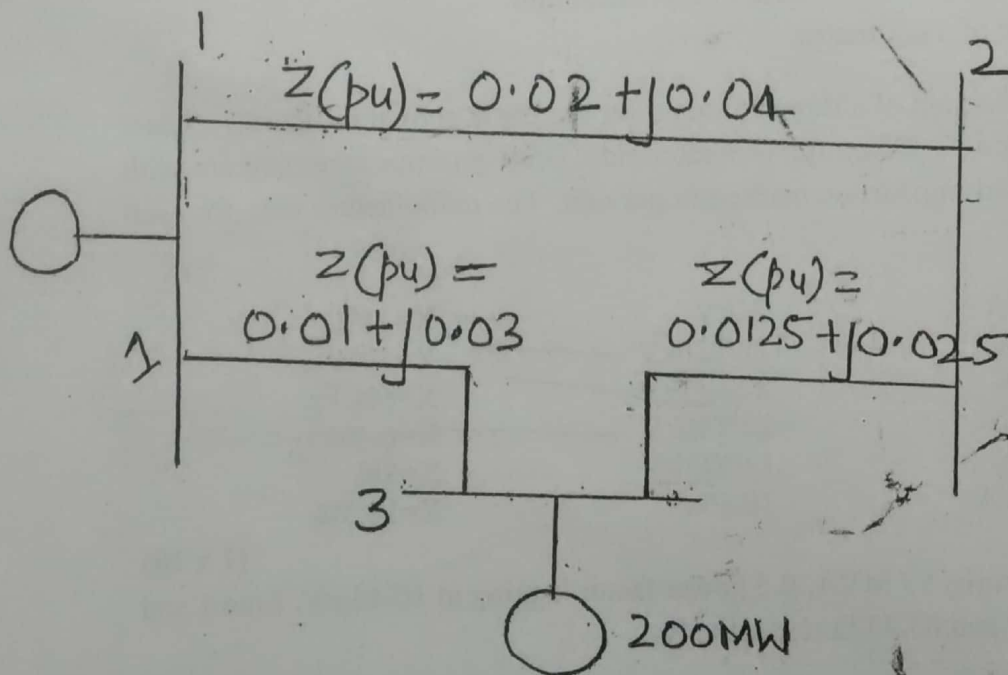 1
2
Z(pu) = 0.02 + j0.04
Z(pu) =
0.01 + j0.03
Z(pu) =
0.0125 + j0.025
1
3
200MW